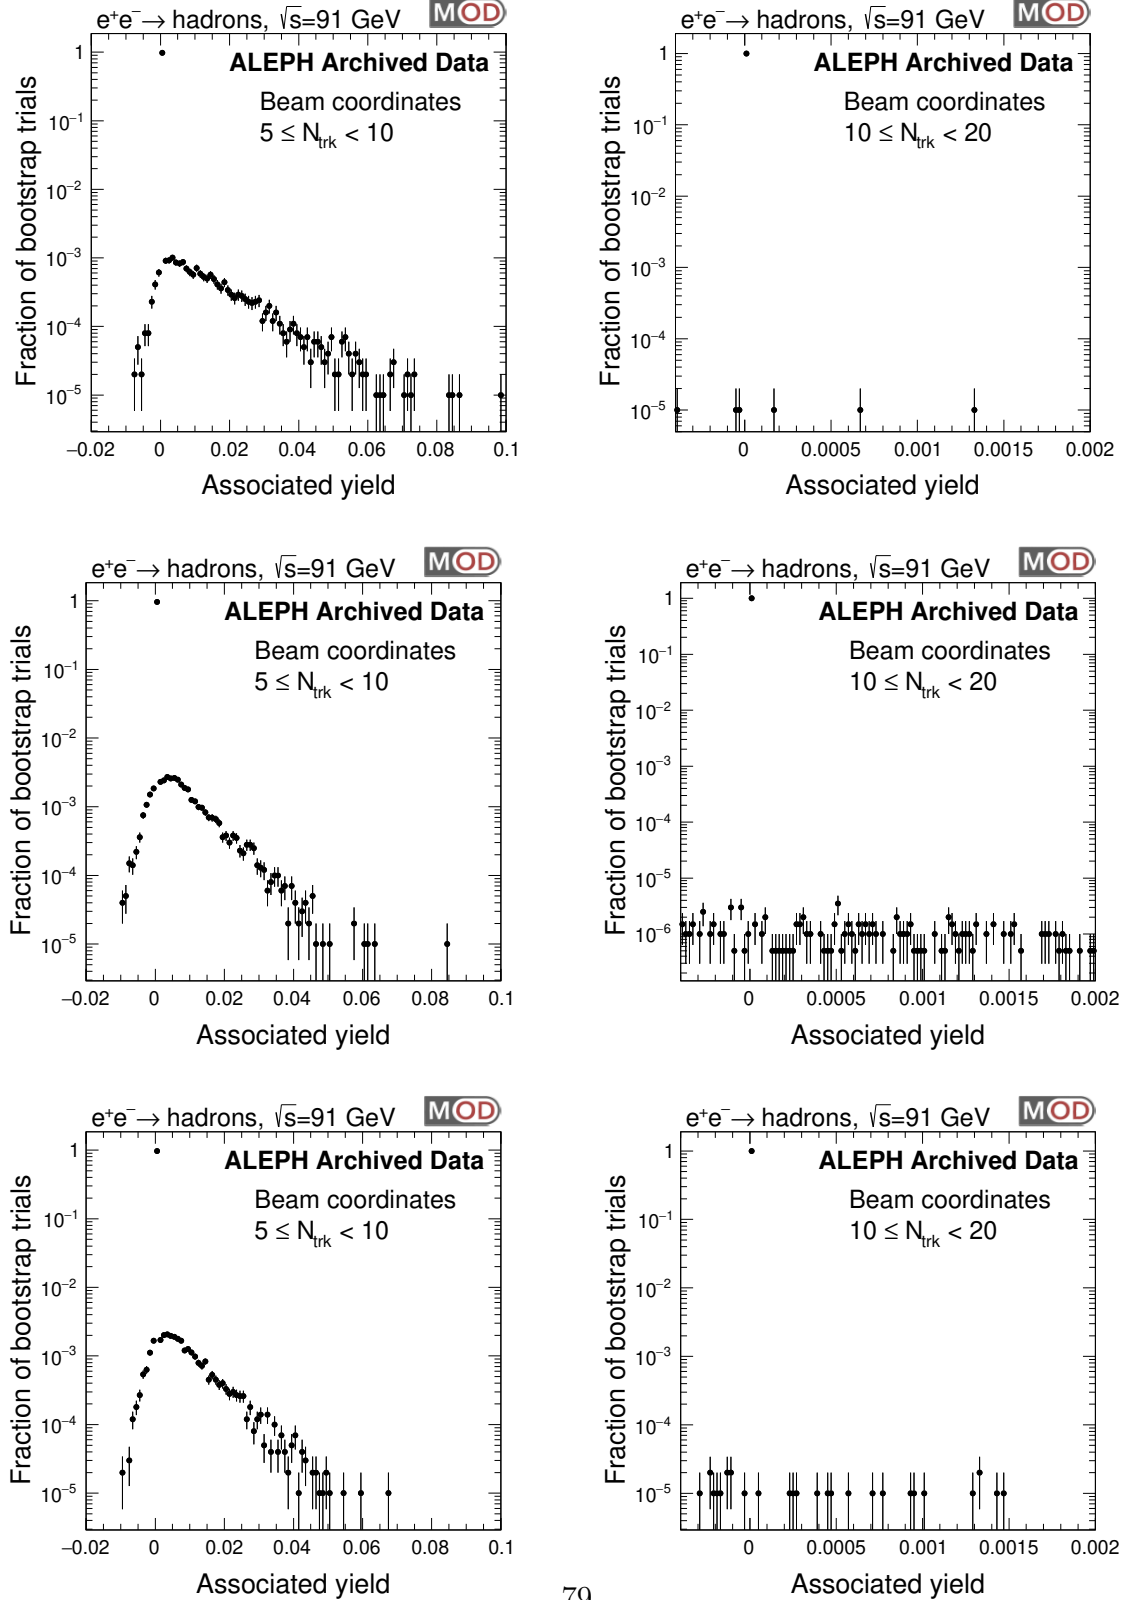 e⁺e⁻→ hadrons, √s=91 GeV MOD
ALEPH Archived Data
Beam coordinates
5 ≤ N_trk < 10
Fraction of bootstrap trials
1
10⁻¹
10⁻²
10⁻³
10⁻⁴
10⁻⁵
−0.02 0 0.02 0.04 0.06 0.08 0.1
Associated yield
e⁺e⁻→ hadrons, √s=91 GeV MOD
ALEPH Archived Data
Beam coordinates
10 ≤ N_trk < 20
Fraction of bootstrap trials
1
10⁻¹
10⁻²
10⁻³
10⁻⁴
10⁻⁵
0 0.0005 0.001 0.0015 0.002
Associated yield
e⁺e⁻→ hadrons, √s=91 GeV MOD
ALEPH Archived Data
Beam coordinates
5 ≤ N_trk < 10
Fraction of bootstrap trials
1
10⁻¹
10⁻²
10⁻³
10⁻⁴
10⁻⁵
−0.02 0 0.02 0.04 0.06 0.08 0.1
Associated yield
e⁺e⁻→ hadrons, √s=91 GeV MOD
ALEPH Archived Data
Beam coordinates
10 ≤ N_trk < 20
Fraction of bootstrap trials
1
10⁻¹
10⁻²
10⁻³
10⁻⁴
10⁻⁵
10⁻⁶
0 0.0005 0.001 0.0015 0.002
Associated yield
e⁺e⁻→ hadrons, √s=91 GeV MOD
ALEPH Archived Data
Beam coordinates
5 ≤ N_trk < 10
Fraction of bootstrap trials
1
10⁻¹
10⁻²
10⁻³
10⁻⁴
10⁻⁵
−0.02 0 0.02 0.04 0.06 0.08 0.1
Associated yield
e⁺e⁻→ hadrons, √s=91 GeV MOD
ALEPH Archived Data
Beam coordinates
10 ≤ N_trk < 20
Fraction of bootstrap trials
1
10⁻¹
10⁻²
10⁻³
10⁻⁴
10⁻⁵
0 0.0005 0.001 0.0015 0.002
Associated yield
79